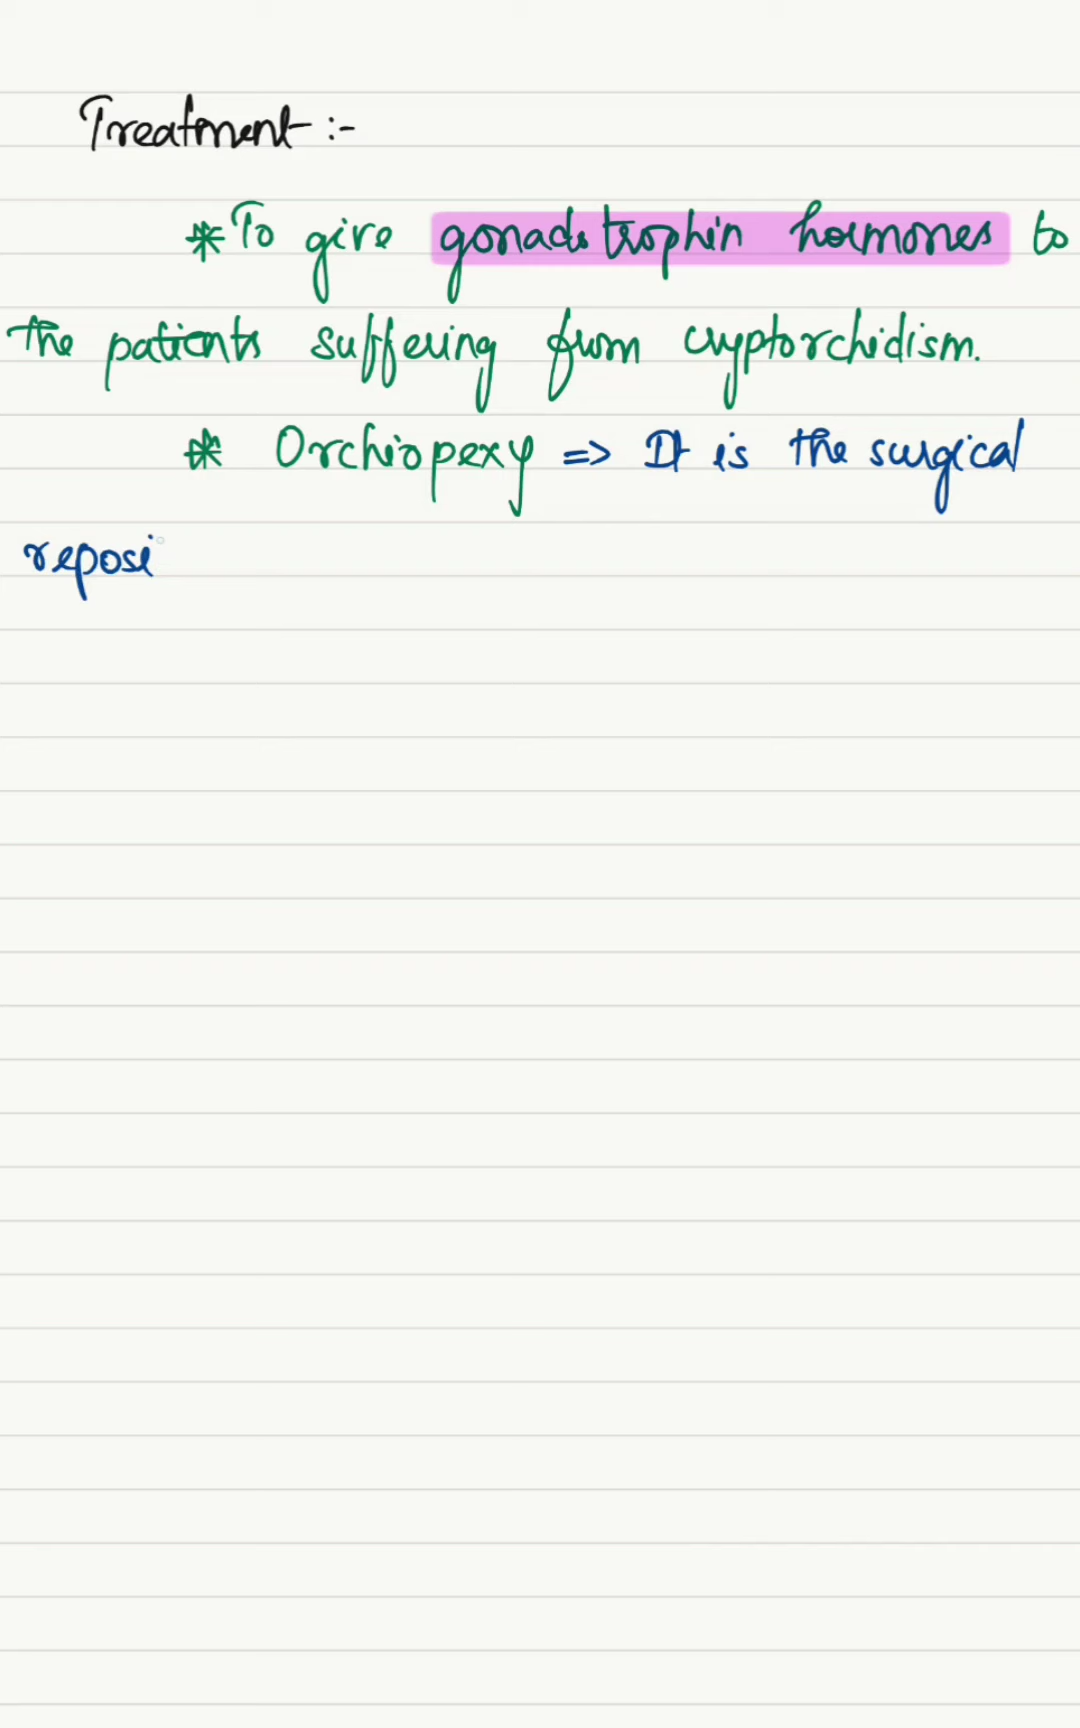 Treatment :-
* To give gonadotrophin hormones to
the patients suffering from cryptorchidism.
* Orchiopexy => It is the surgical
reposi